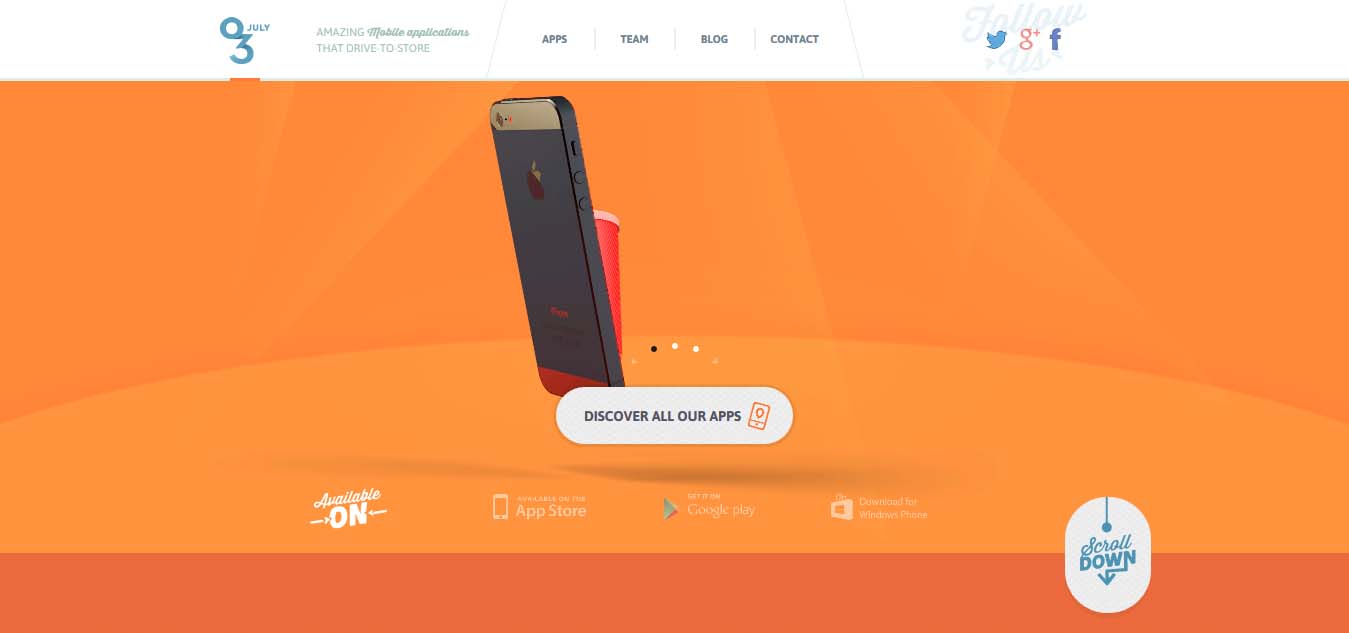 03 JULY
AMAZING Mobile applications
THAT DRIVE-TO-STORE
APPS
TEAM
BLOG
CONTACT
Follow
Us
g+
f
DISCOVER ALL OUR APPS
Available
ON
AVAILABLE ON THE
App Store
GET IT ON
Google play
Download for
Windows Phone
Scroll
DOWN